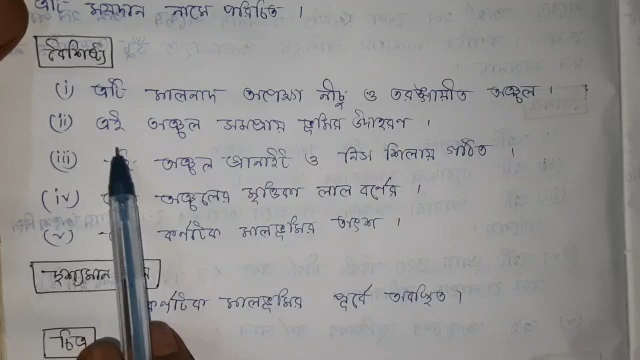 এটি ময়দান নামে পরিচিত ।
বৈশিষ্ট্য
(i) এটি মালনাদ অপেক্ষা নীচু ও তরঙ্গায়ীত অঞ্চল ।
(ii) এই অঞ্চল সমপ্রায় ভূমির উদাহরণ ।
(iii) অঞ্চল গ্রানাইট ও নিস শিলায় গঠিত ।
(iv) অঞ্চলের মৃত্তিকা লাল বর্ণের ।
(v) কর্ণাটক মালভূমির অংশ ।
দৃশ্যমান
কর্ণাটক মালভূমির পূর্বে অবস্থিত ।
চিত্র